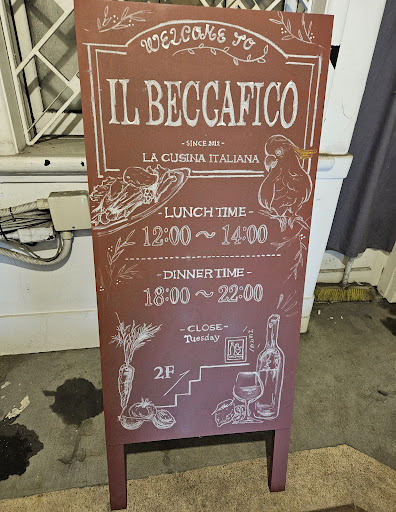 WELCOME TO
IL BECCAFICO
- SINCE 2012 -
LA CUSINA ITALIANA
- LUNCH TIME -
12:00 ～ 14:00
- DINNER TIME -
18:00 ～ 22:00
- CLOSE -
Tuesday
2F